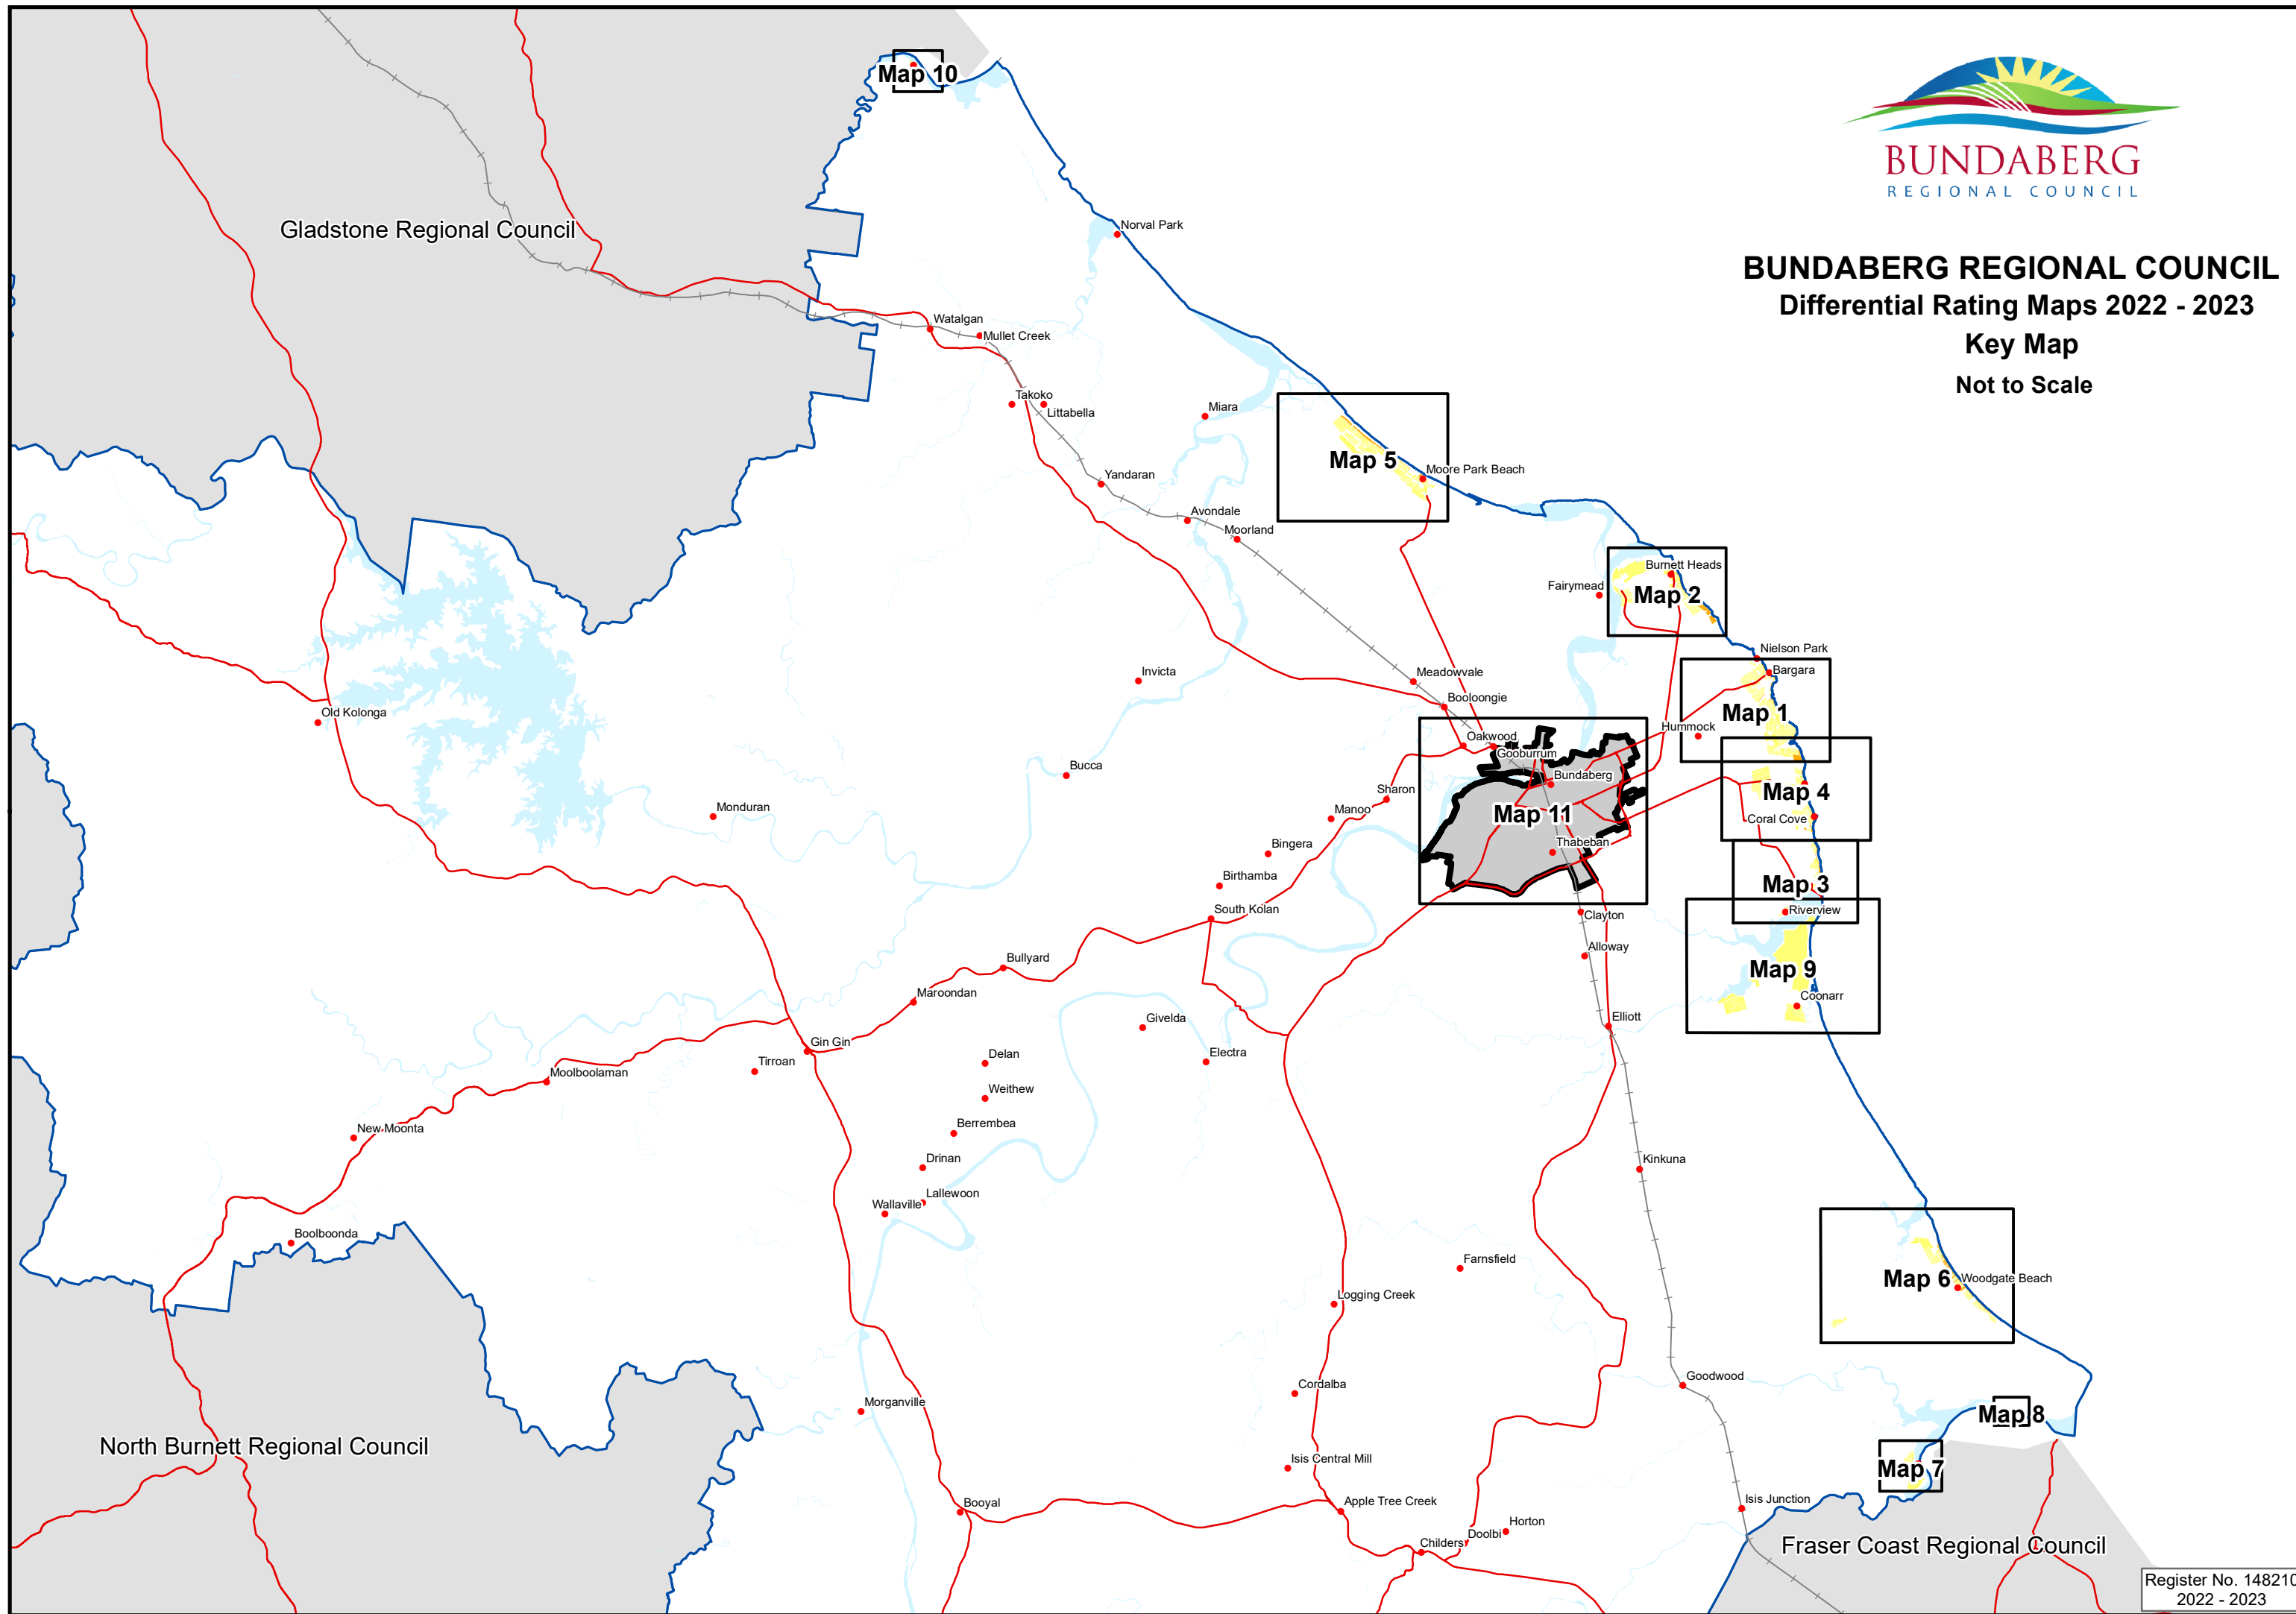 BUNDABERG
REGIONAL COUNCIL
BUNDABERG REGIONAL COUNCIL
Differential Rating Maps 2022 - 2023
Key Map
Not to Scale
Map 10
Gladstone Regional Council
Norval Park
Watalgan
Mullet Creek
Takoko
Littabella
Miara
Map 5
Moore Park Beach
Yandaran
Avondale
Moorland
Burnett Heads
Fairymead
Map 2
Nielson Park
Bargara
Invicta
Meadowvale
Booloongie
Old Kolonga
Map 1
Hummock
Oakwood
Gooburrum
Bucca
Bundaberg
Sharon
Map 4
Monduran
Manoo
Map 11
Coral Cove
Bingera
Thabeban
Birthamba
Map 3
South Kolan
Riverview
Clayton
Alloway
Bullyard
Map 9
Maroondan
Coonarr
Givelda
Elliott
Gin Gin
Delan
Electra
Tirroan
Moolboolaman
Weithew
Berrembea
New Moonta
Drinan
Kinkuna
Lallewoon
Wallaville
Boolboonda
Farnsfield
Map 6
Woodgate Beach
Logging Creek
Goodwood
Cordalba
Morganville
Map 8
North Burnett Regional Council
Isis Central Mill
Map 7
Booyal
Apple Tree Creek
Isis Junction
Horton
Doolbi
Childers
Fraser Coast Regional Council
Register No. 148210
2022 - 2023